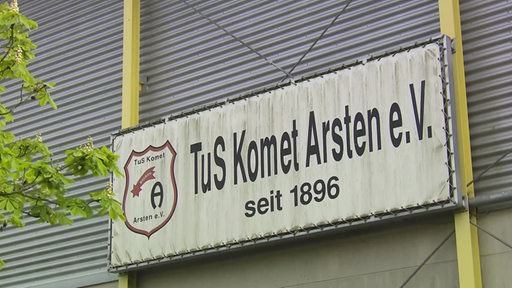 TuS Komet
A
Arsten e.V.
TuS Komet Arsten e.V.
seit 1896